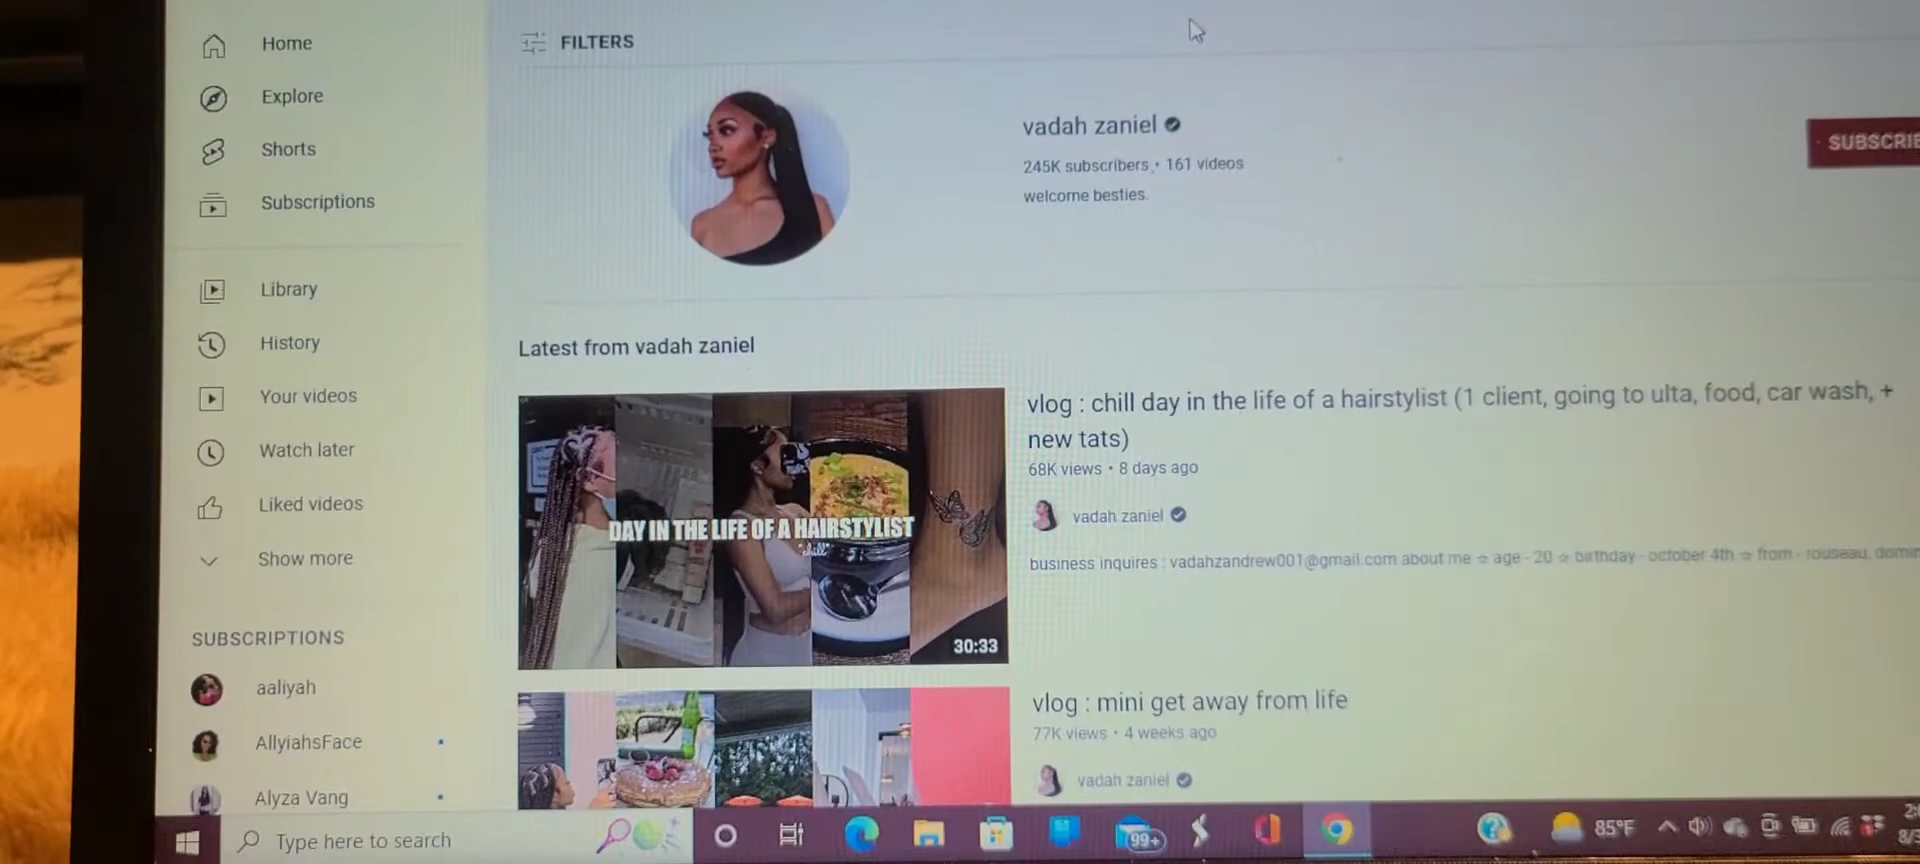 Home
Explore
Shorts
Subscriptions
Library
History
Your videos
Watch later
Liked videos
Show more
SUBSCRIPTIONS
aaliyah
AllyiahsFace
Alyza Vang
FILTERS
vadah zaniel
245K subscribers • 161 videos
welcome besties.
SUBSCRIBE
Latest from vadah zaniel
DAY IN THE LIFE OF A HAIRSTYLIST
"chill"
30:33
vlog : chill day in the life of a hairstylist (1 client, going to ulta, food, car wash, +
new tats)
68K views • 8 days ago
vadah zaniel
business inquires : vadahzandrew001@gmail.com about me ☆ age - 20 ☆ birthday - october 4th ☆ from - rouseau,
vlog : mini get away from life
77K views • 4 weeks ago
vadah zaniel
Type here to search
99+
85°F